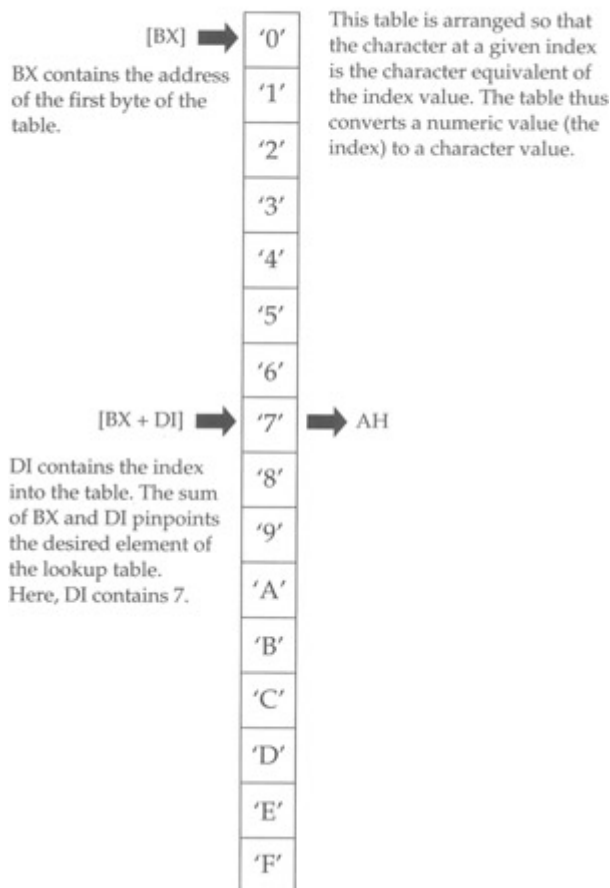 [BX]
BX contains the address
of the first byte of the
table.
This table is arranged so that
the character at a given index
is the character equivalent of
the index value. The table thus
converts a numeric value (the
index) to a character value.
‘0’
‘1’
‘2’
‘3’
‘4’
‘5’
‘6’
[BX + DI]
‘7’
AH
DI contains the index
into the table. The sum
of BX and DI pinpoints
the desired element of
the lookup table.
Here, DI contains 7.
‘8’
‘9’
‘A’
‘B’
‘C’
‘D’
‘E’
‘F’